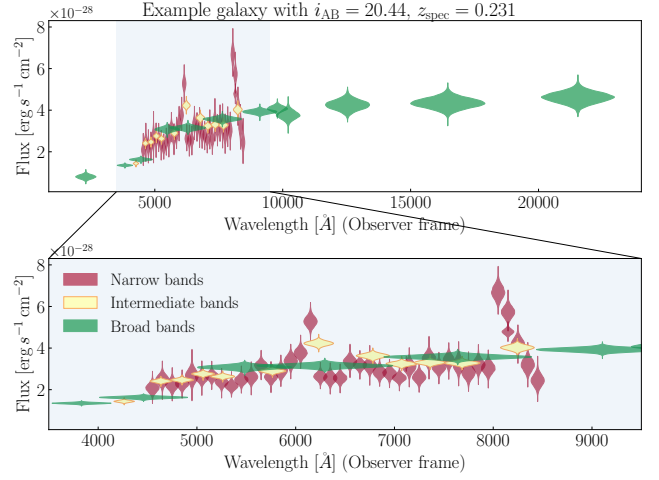 Example galaxy with i_AB = 20.44, z_spec = 0.231
×10⁻²⁸
8
6
4
2
Flux [erg s⁻¹ cm⁻²]
5000 10000 15000 20000
Wavelength [Å] (Observer frame)
×10⁻²⁸
8
6
4
2
Flux [erg s⁻¹ cm⁻²]
Narrow bands
Intermediate bands
Broad bands
4000 5000 6000 7000 8000 9000
Wavelength [Å] (Observer frame)